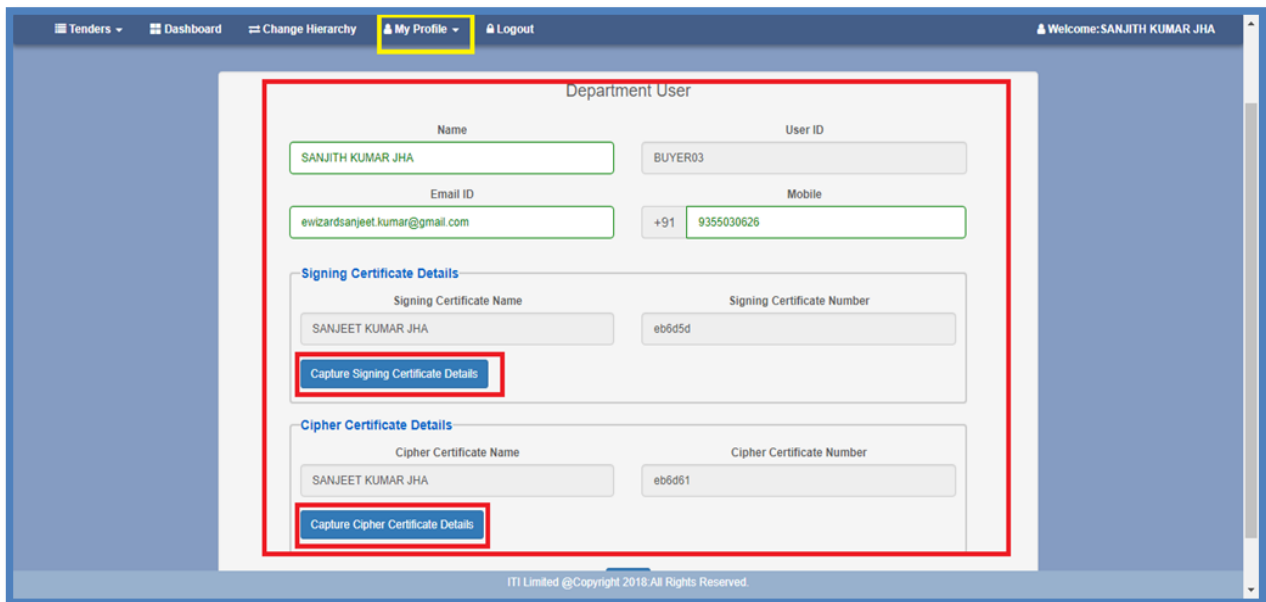 Tenders Dashboard Change Hierarchy My Profile Logout Welcome:SANJITH KUMAR JHA
Department User
Name User ID
SANJITH KUMAR JHA BUYER03
Email ID Mobile
ewizardsanjeet.kumar@gmail.com +91 9355030626
Signing Certificate Details
Signing Certificate Name Signing Certificate Number
SANJEET KUMAR JHA eb6d5d
Capture Signing Certificate Details
Cipher Certificate Details
Cipher Certificate Name Cipher Certificate Number
SANJEET KUMAR JHA eb6d61
Capture Cipher Certificate Details
ITI Limited @Copyright 2018:All Rights Reserved.